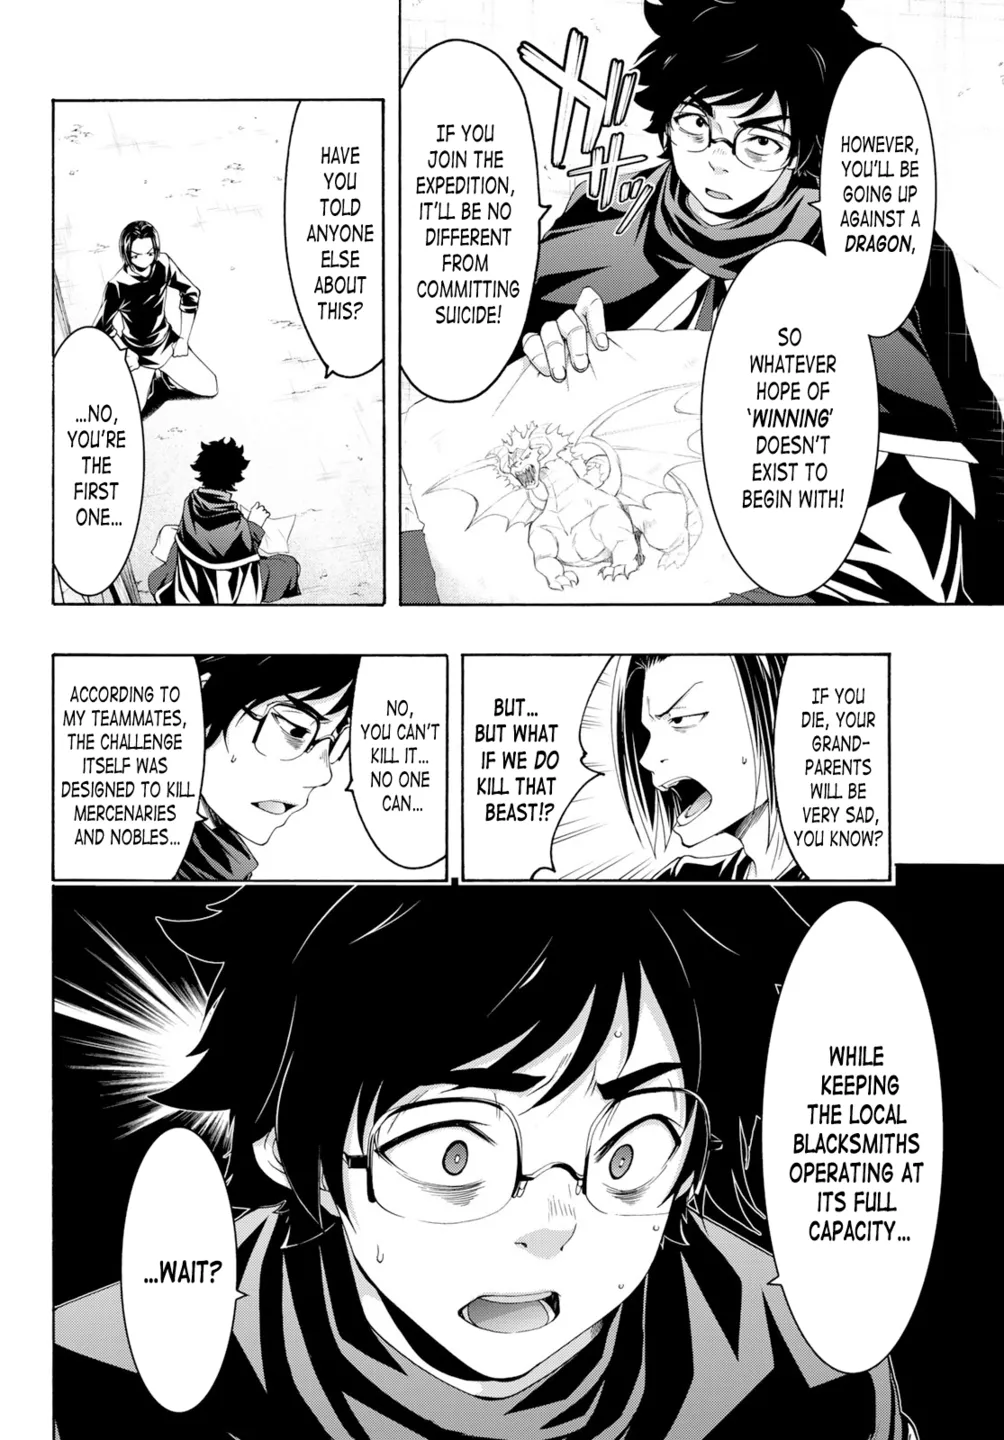 HOWEVER,
YOU'LL BE
GOING UP
AGAINST A
DRAGON,
SO
WHATEVER
HOPE OF
'WINNING'
DOESN'T
EXIST TO
BEGIN WITH!
IF YOU
JOIN THE
EXPEDITION,
IT'LL BE NO
DIFFERENT
FROM
COMMITTING
SUICIDE!
HAVE
YOU
TOLD
ANYONE
ELSE
ABOUT
THIS?
...NO,
YOU'RE
THE
FIRST
ONE...
IF YOU
DIE, YOUR
GRAND-
PARENTS
WILL BE
VERY SAD,
YOU KNOW?
BUT...
BUT WHAT
IF WE DO
KILL THAT
BEAST!?
NO,
YOU CAN'T
KILL IT...
NO ONE
CAN...
ACCORDING TO
MY TEAMMATES,
THE CHALLENGE
ITSELF WAS
DESIGNED TO KILL
MERCENARIES
AND NOBLES...
WHILE
KEEPING
THE LOCAL
BLACKSMITHS
OPERATING AT
ITS FULL
CAPACITY...
...WAIT?